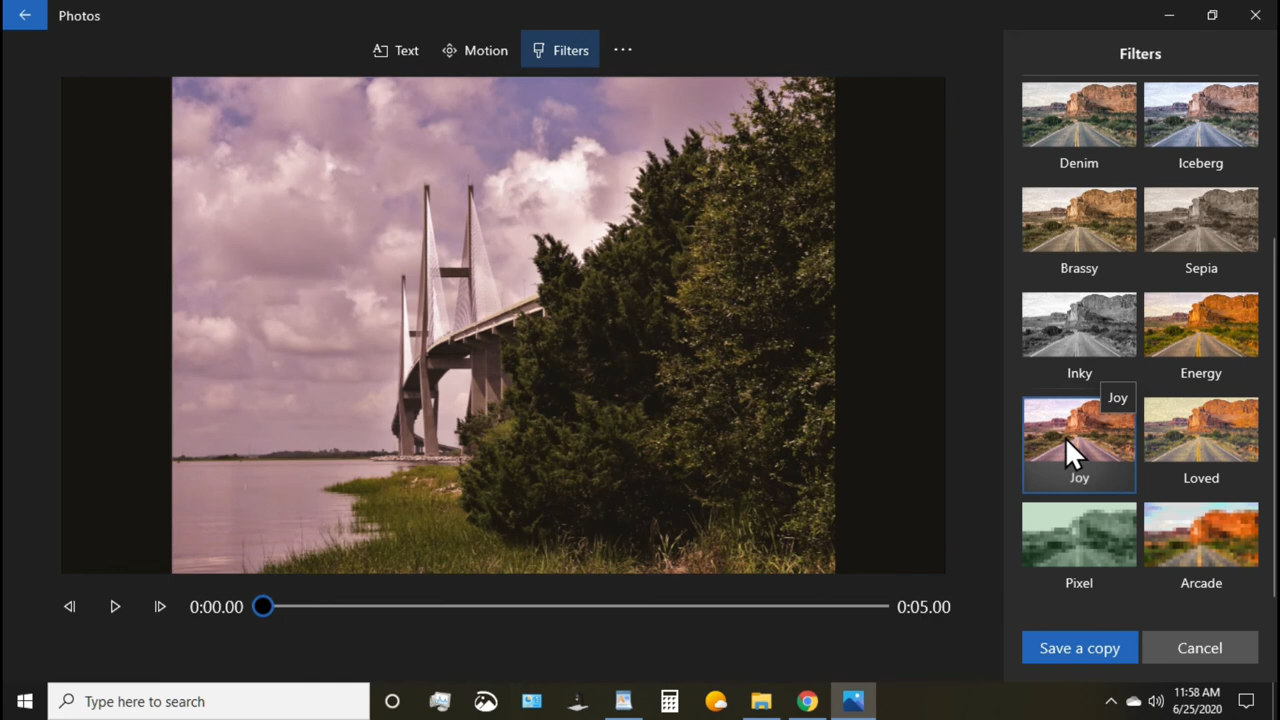 Photos
Text
Motion
Filters
Filters
Denim
Iceberg
Brassy
Sepia
Inky
Energy
Joy
Joy
Loved
Pixel
Arcade
0:00.00
0:05.00
Save a copy
Cancel
Type here to search
11:58 AM
6/25/2020